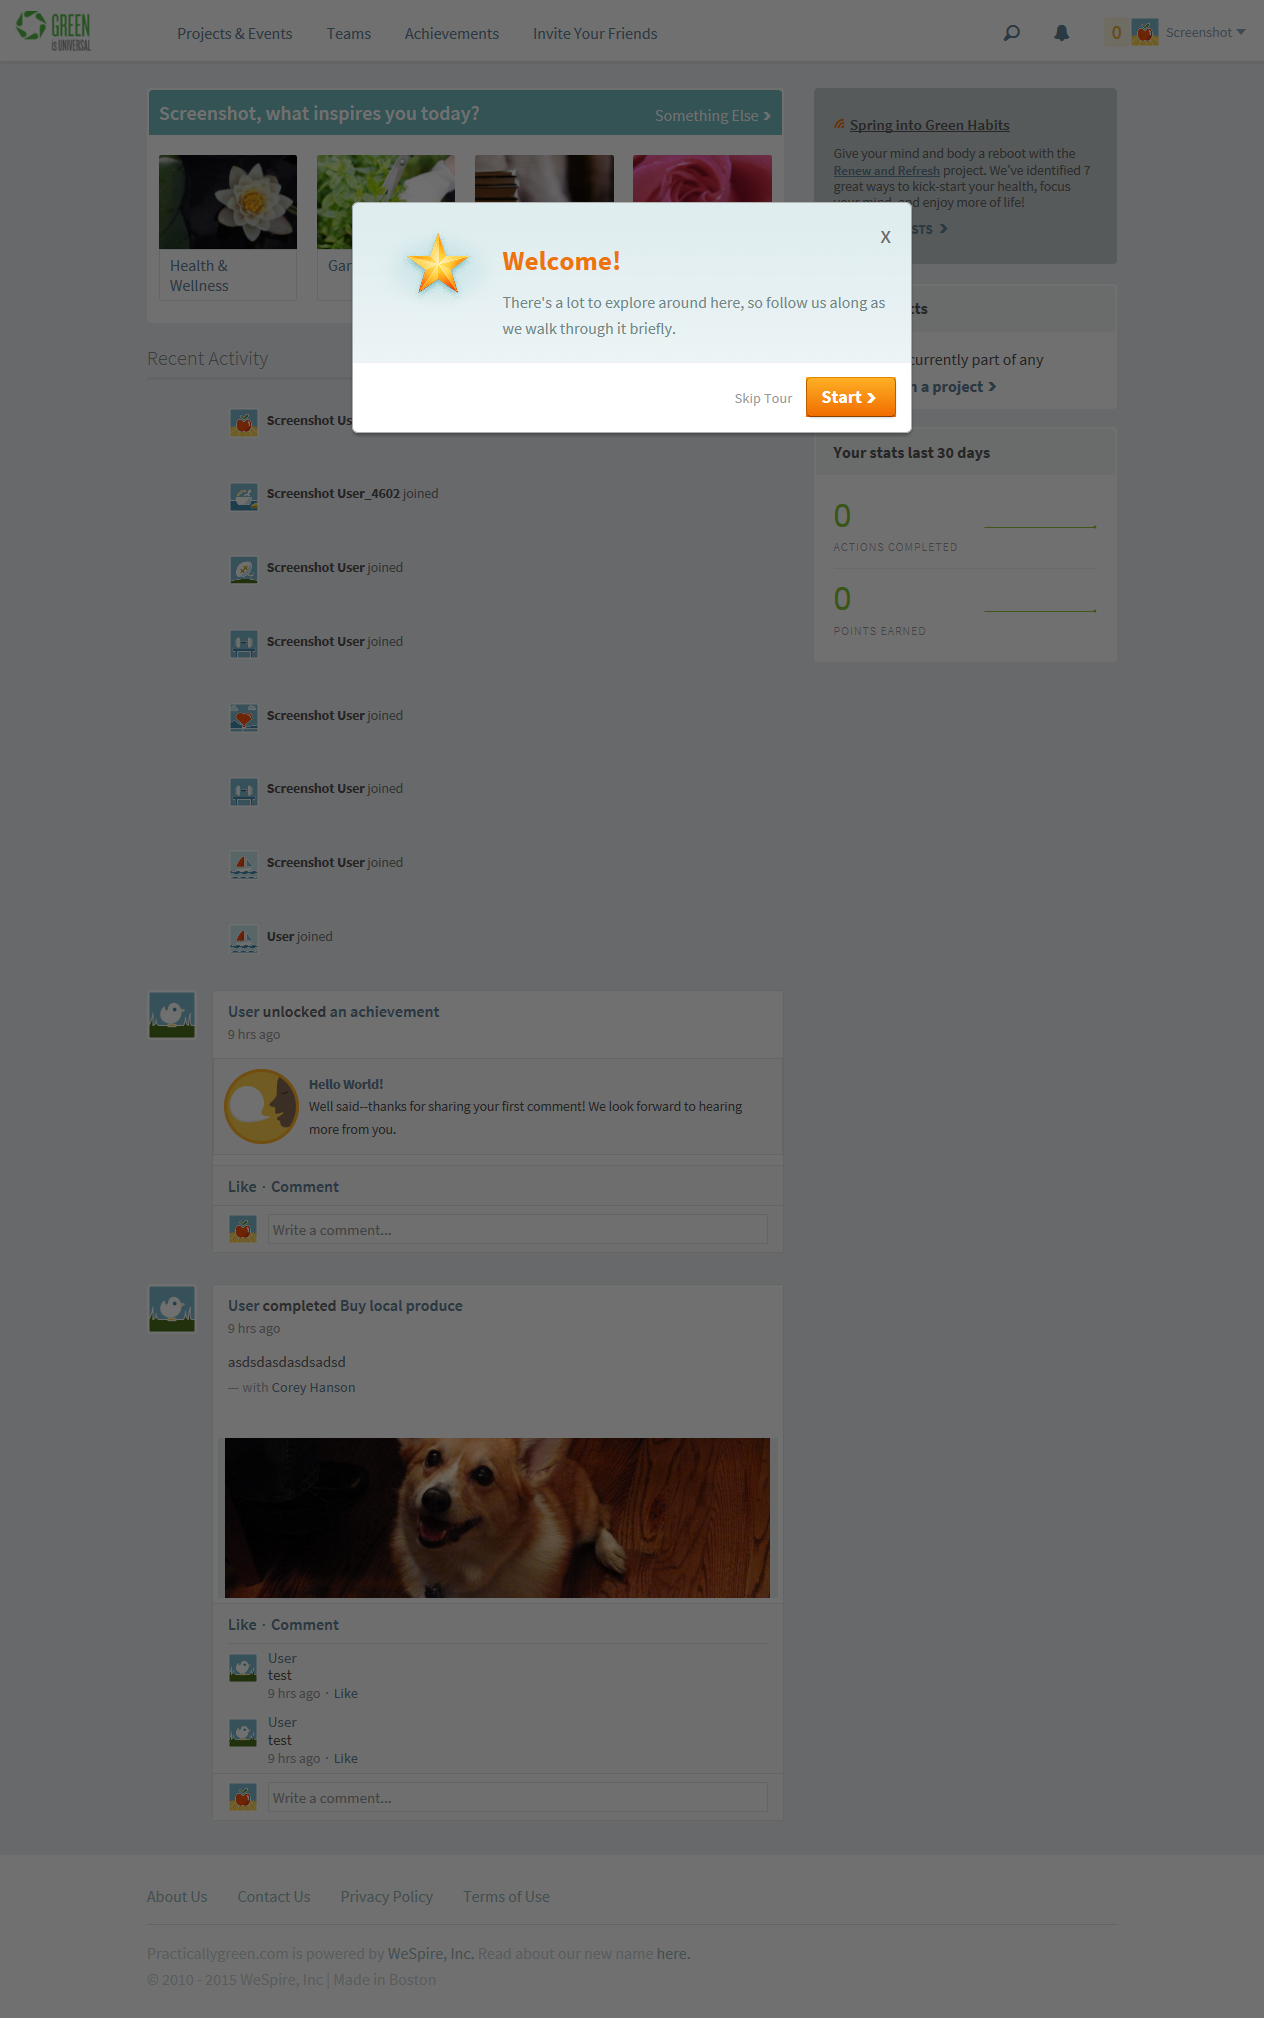 GREEN
is UNIVERSAL
Projects & Events
Teams
Achievements
Invite Your Friends
0
Screenshot
Screenshot, what inspires you today?
Something Else
Health &
Wellness
Gar
Spring into Green Habits
Give your mind and body a reboot with the
Renew and Refresh project. We've identified 7
great ways to kick-start your health, focus
your mind, and enjoy more of life!
STS
Welcome!
X
There's a lot to explore around here, so follow us along as
we walk through it briefly.
Skip Tour
Start
cts
currently part of any
n a project
Your stats last 30 days
0
ACTIONS COMPLETED
0
POINTS EARNED
Recent Activity
Screenshot Us
Screenshot User_4602 joined
Screenshot User joined
Screenshot User joined
Screenshot User joined
Screenshot User joined
Screenshot User joined
User joined
User unlocked an achievement
9 hrs ago
Hello World!
Well said--thanks for sharing your first comment! We look forward to hearing
more from you.
Like · Comment
Write a comment...
User completed Buy local produce
9 hrs ago
asdsdasdasdsadsd
— with Corey Hanson
Like · Comment
User
test
9 hrs ago · Like
User
test
9 hrs ago · Like
Write a comment...
About Us
Contact Us
Privacy Policy
Terms of Use
Practicallygreen.com is powered by WeSpire, Inc. Read about our new name here.
© 2010 - 2015 WeSpire, Inc | Made in Boston